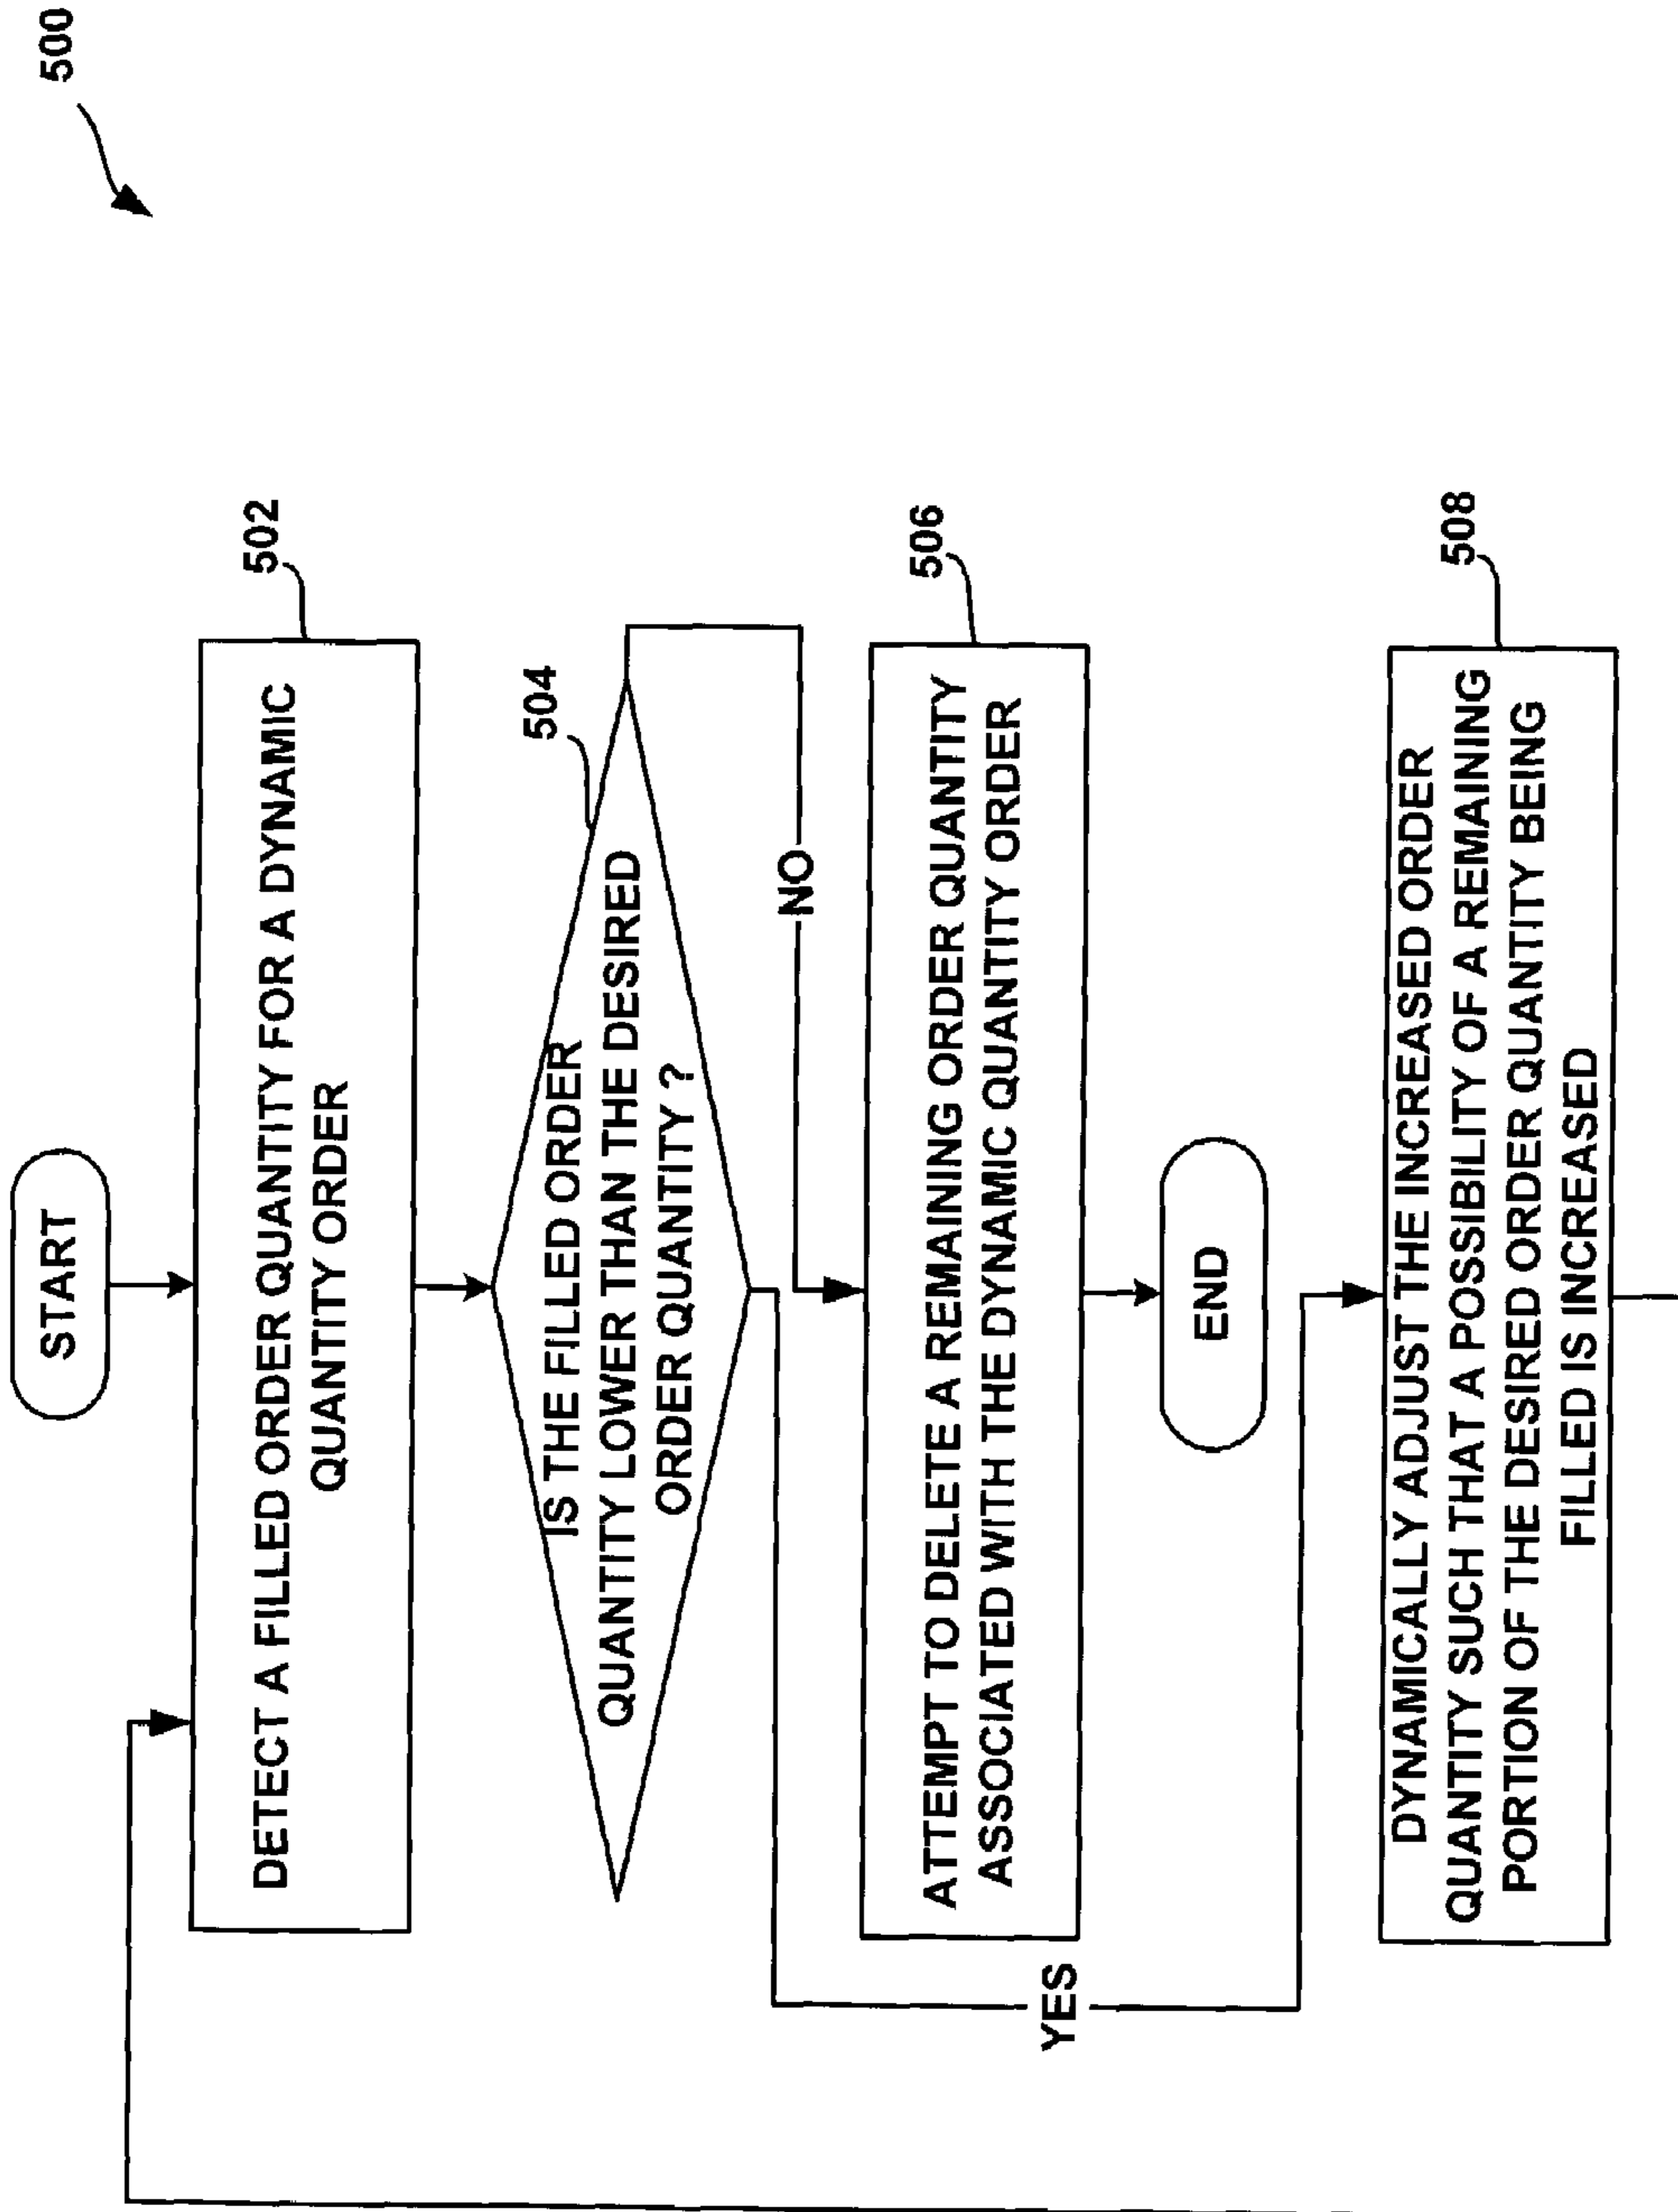 500
START
DETECT A FILLED ORDER QUANTITY FOR A DYNAMIC
QUANTITY ORDER
502
504
IS THE FILLED ORDER
QUANTITY LOWER THAN THE DESIRED
ORDER QUANTITY ?
NO
ATTEMPT TO DELETE A REMAINING ORDER QUANTITY
ASSOCIATED WITH THE DYNAMIC QUANTITY ORDER
506
END
YES
DYNAMICALLY ADJUST THE INCREASED ORDER
QUANTITY SUCH THAT A POSSIBILITY OF A REMAINING
PORTION OF THE DESIRED ORDER QUANTITY BEING
FILLED IS INCREASED
508